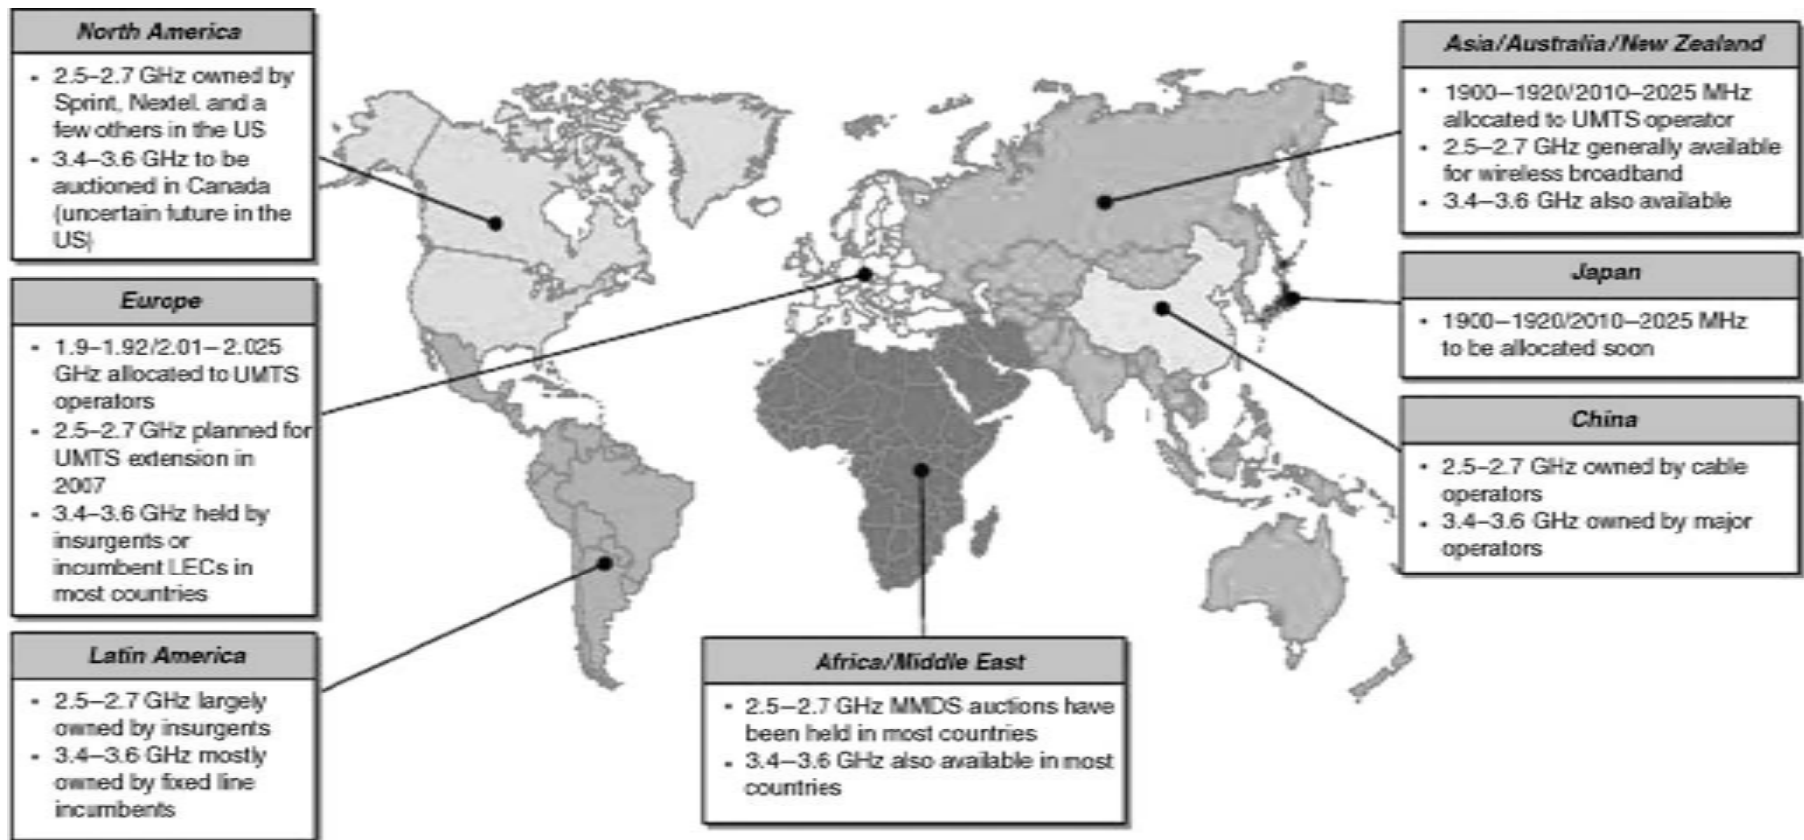 North America
• 2.5–2.7 GHz owned by
Sprint, Nextel, and a
few others in the US
• 3.4–3.6 GHz to be
auctioned in Canada
(uncertain future in the
US)
Europe
• 1.9–1.92/2.01–2.025
GHz allocated to UMTS
operators
• 2.5–2.7 GHz planned for
UMTS extension in
2007
• 3.4–3.6 GHz held by
insurgents or
incumbent LECs in
most countries
Latin America
• 2.5–2.7 GHz largely
owned by insurgents
• 3.4–3.6 GHz mostly
owned by fixed line
incumbents
Africa/Middle East
• 2.5–2.7 GHz MMDS auctions have
been held in most countries
• 3.4–3.6 GHz also available in most
countries
Asia/Australia/New Zealand
• 1900–1920/2010–2025 MHz
allocated to UMTS operator
• 2.5–2.7 GHz generally available
for wireless broadband
• 3.4–3.6 GHz also available
Japan
• 1900–1920/2010–2025 MHz
to be allocated soon
China
• 2.5–2.7 GHz owned by cable
operators
• 3.4–3.6 GHz owned by major
operators